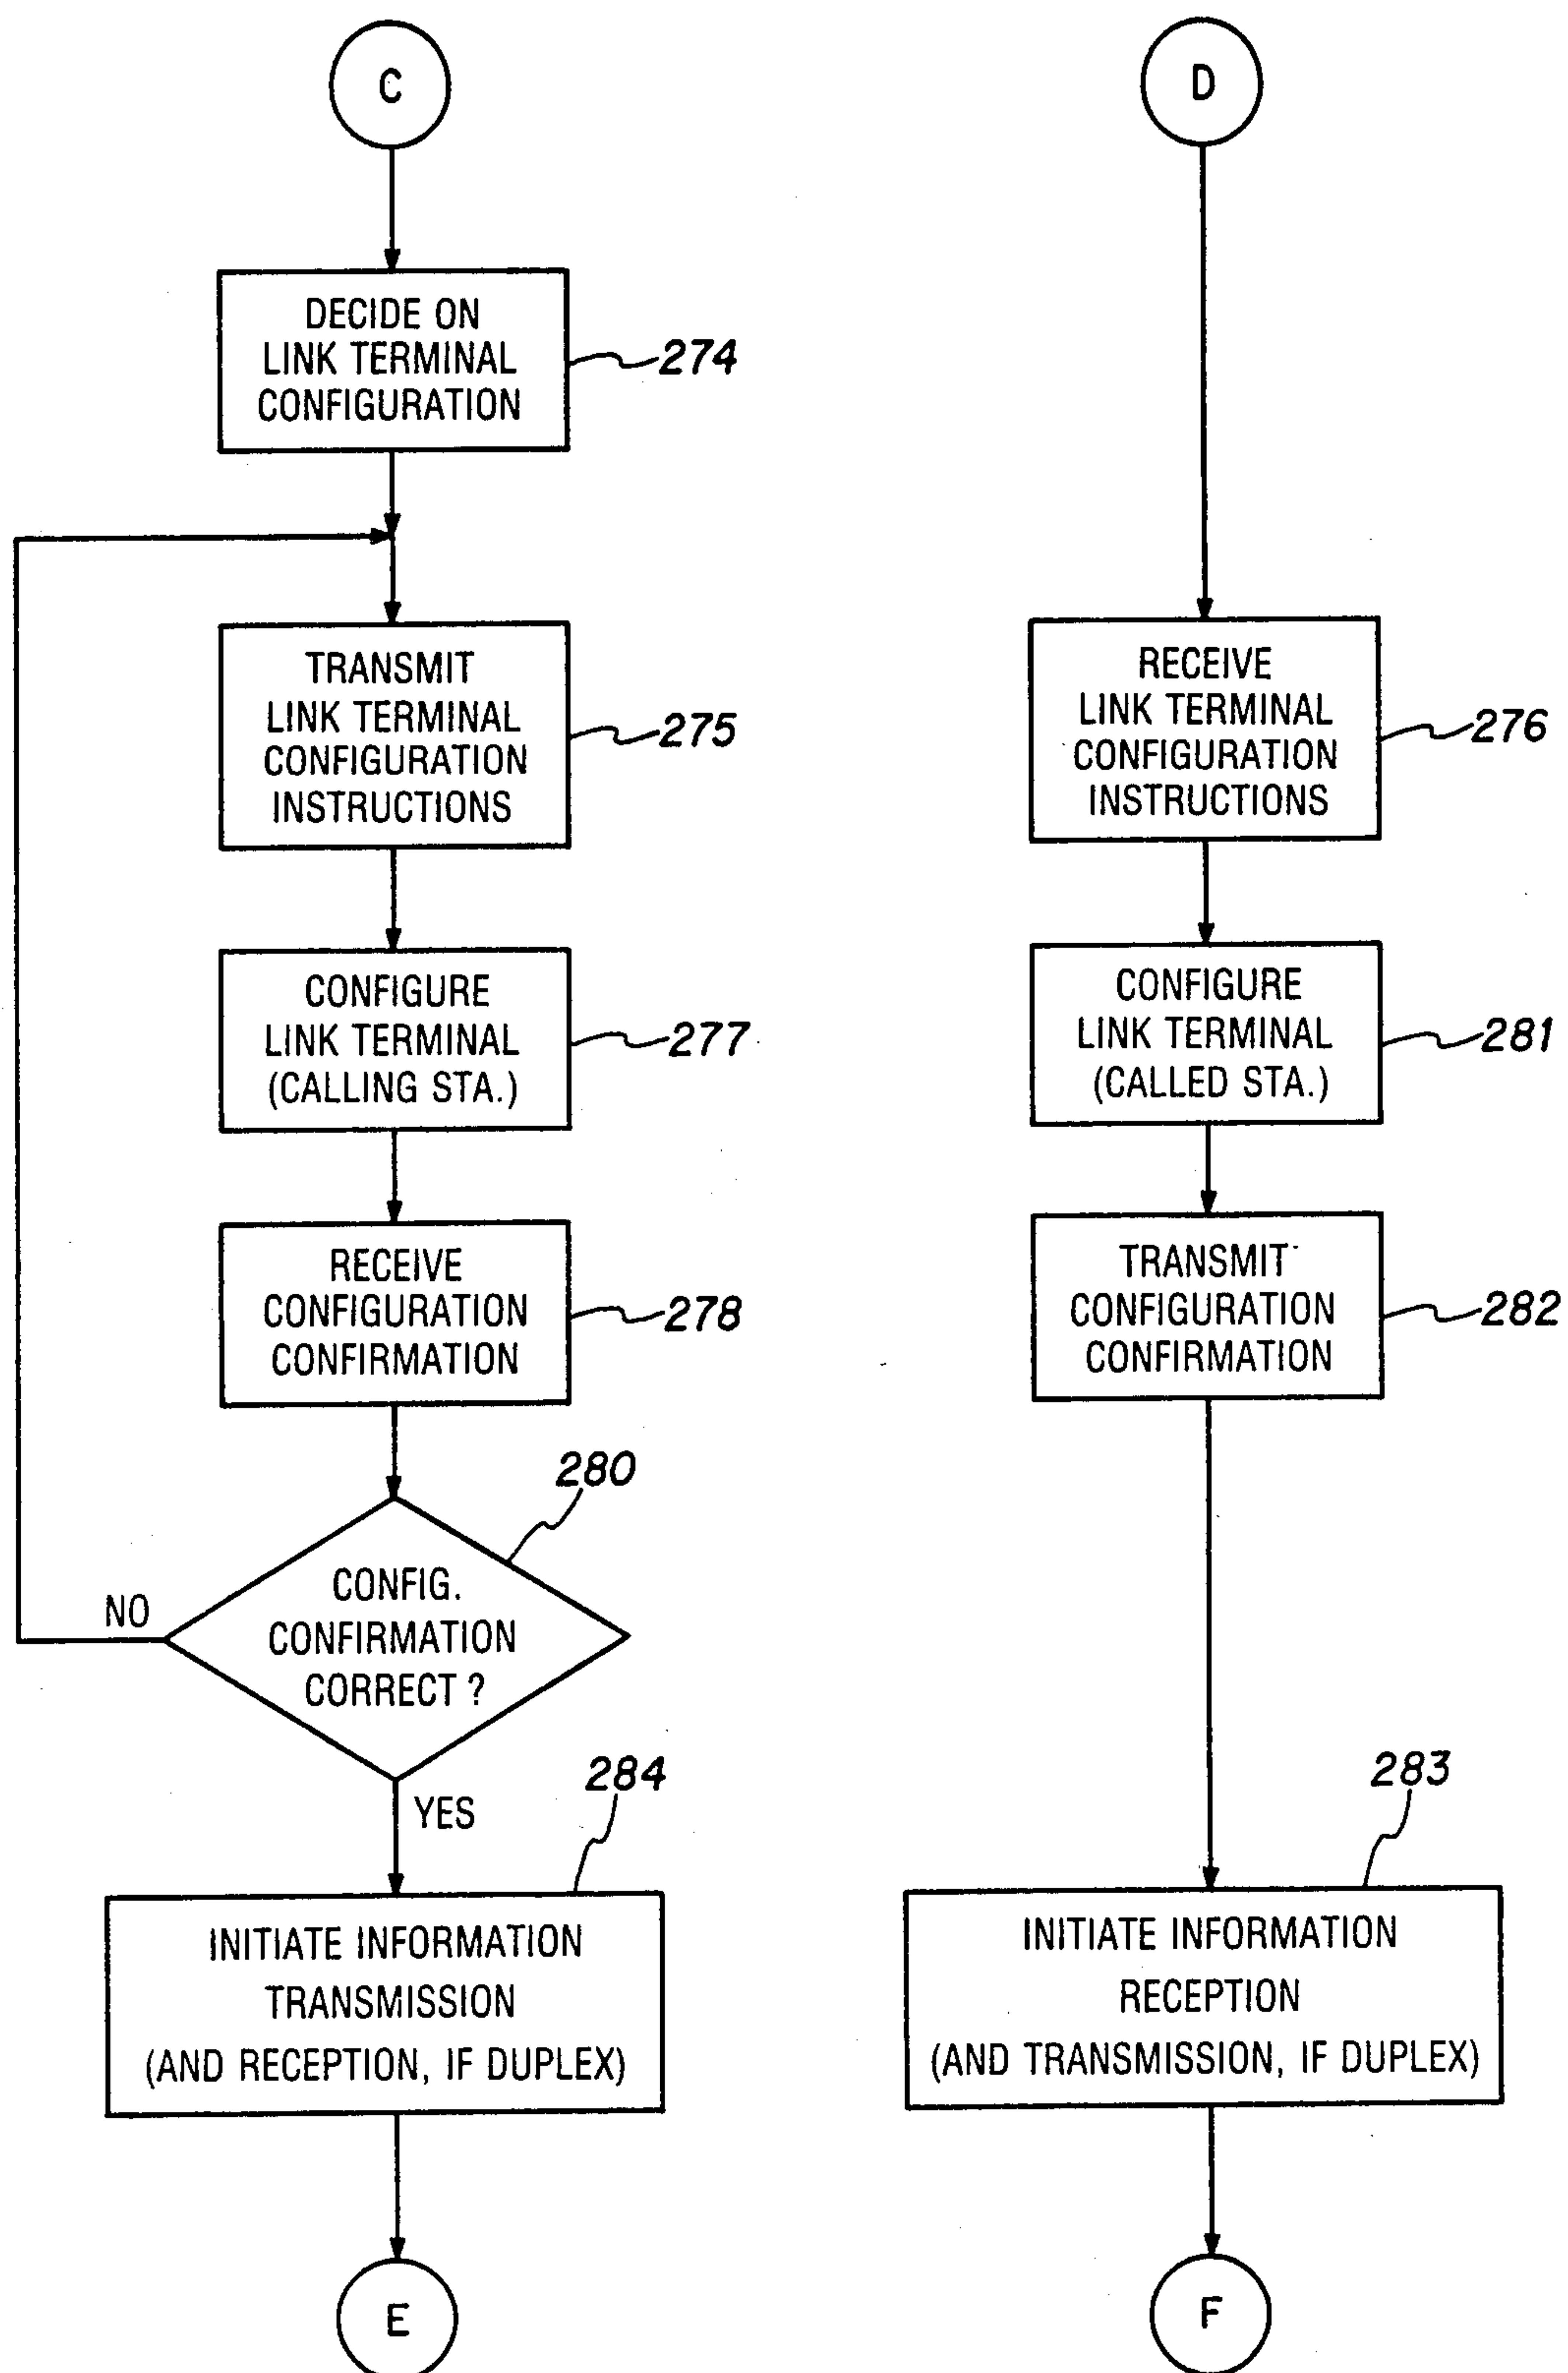 C
DECIDE ON
LINK TERMINAL
CONFIGURATION
274
TRANSMIT
LINK TERMINAL
CONFIGURATION
INSTRUCTIONS
275
CONFIGURE
LINK TERMINAL
(CALLING STA.)
277
RECEIVE
CONFIGURATION
CONFIRMATION
278
280
CONFIG.
CONFIRMATION
CORRECT ?
NO
YES
284
INITIATE INFORMATION
TRANSMISSION
(AND RECEPTION, IF DUPLEX)
E
D
RECEIVE
LINK TERMINAL
CONFIGURATION
INSTRUCTIONS
276
CONFIGURE
LINK TERMINAL
(CALLED STA.)
281
TRANSMIT
CONFIGURATION
CONFIRMATION
282
283
INITIATE INFORMATION
RECEPTION
(AND TRANSMISSION, IF DUPLEX)
F